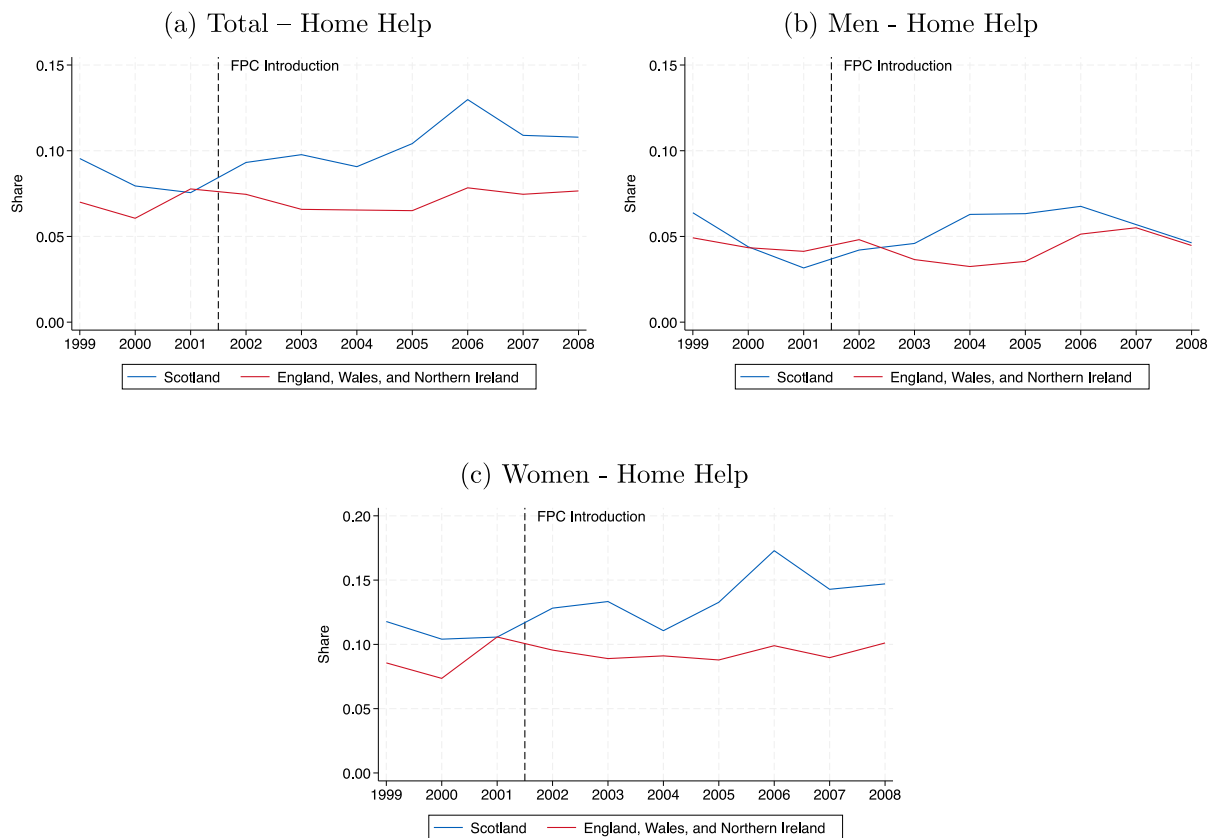 (a) Total – Home Help
FPC Introduction
0.15
0.10
0.05
0.00
Share
1999 2000 2001 2002 2003 2004 2005 2006 2007 2008
Scotland England, Wales, and Northern Ireland
(b) Men - Home Help
FPC Introduction
0.15
0.10
0.05
0.00
Share
1999 2000 2001 2002 2003 2004 2005 2006 2007 2008
Scotland England, Wales, and Northern Ireland
(c) Women - Home Help
FPC Introduction
0.20
0.15
0.10
0.05
0.00
Share
1999 2000 2001 2002 2003 2004 2005 2006 2007 2008
Scotland England, Wales, and Northern Ireland